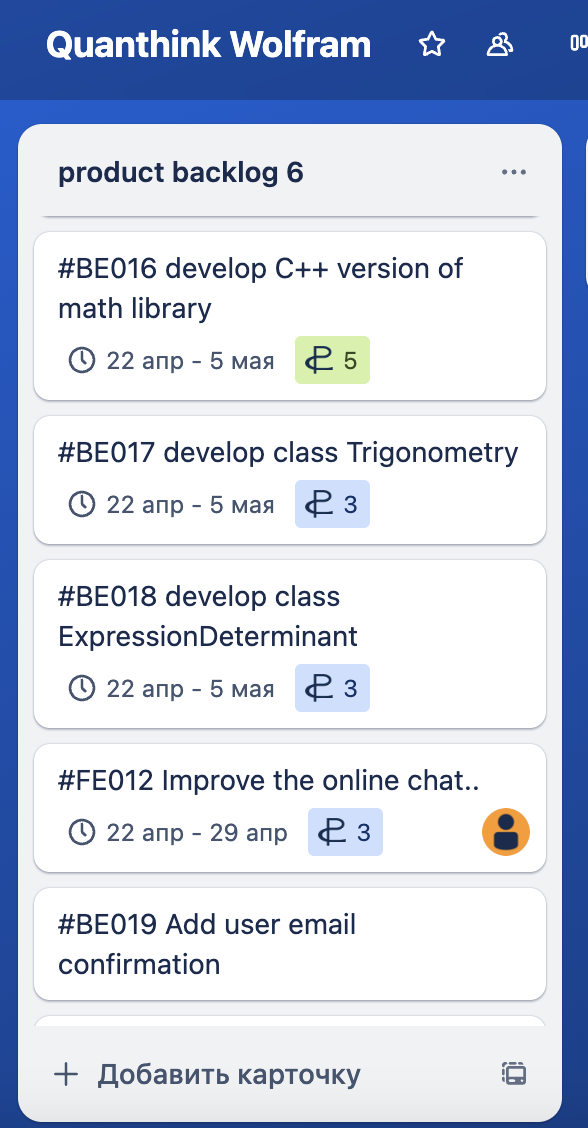 Quanthink Wolfram
product backlog 6
#BE016 develop C++ version of
math library
22 апр - 5 мая 5
#BE017 develop class Trigonometry
22 апр - 5 мая 3
#BE018 develop class
ExpressionDeterminant
22 апр - 5 мая 3
#FE012 Improve the online chat..
22 апр - 29 апр 3
#BE019 Add user email
confirmation
Добавить карточку